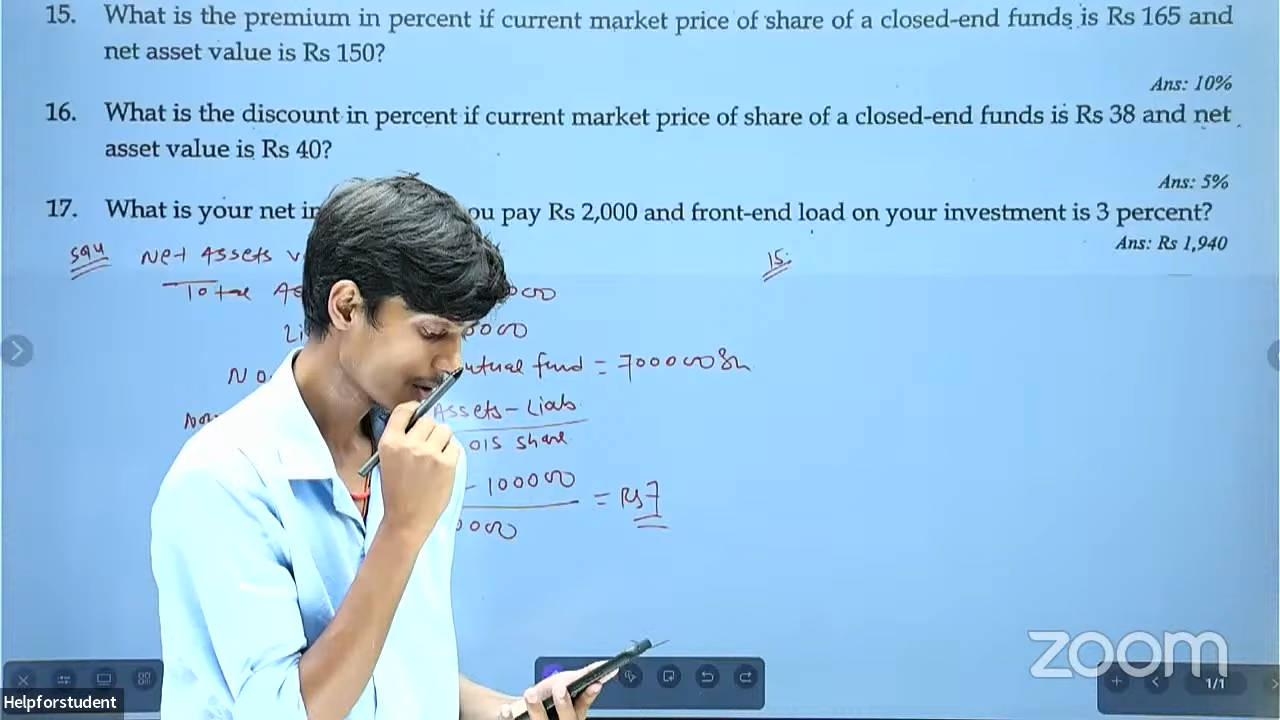 15. What is the premium in percent if current market price of share of a closed-end funds is Rs 165 and
net asset value is Rs 150?
Ans: 10%
16. What is the discount in percent if current market price of share of a closed-end funds is Rs 38 and net
asset value is Rs 40?
Ans: 5%
17. What is your net in ou pay Rs 2,000 and front-end load on your investment is 3 percent?
Ans: Rs 1,940
Net Assets v
15.
Total As
Li
No utual fund = 700000 Sh
Assets - Liab
o/s share
- 100000
= Rs 7
zoom
1/1
Helpforstudent